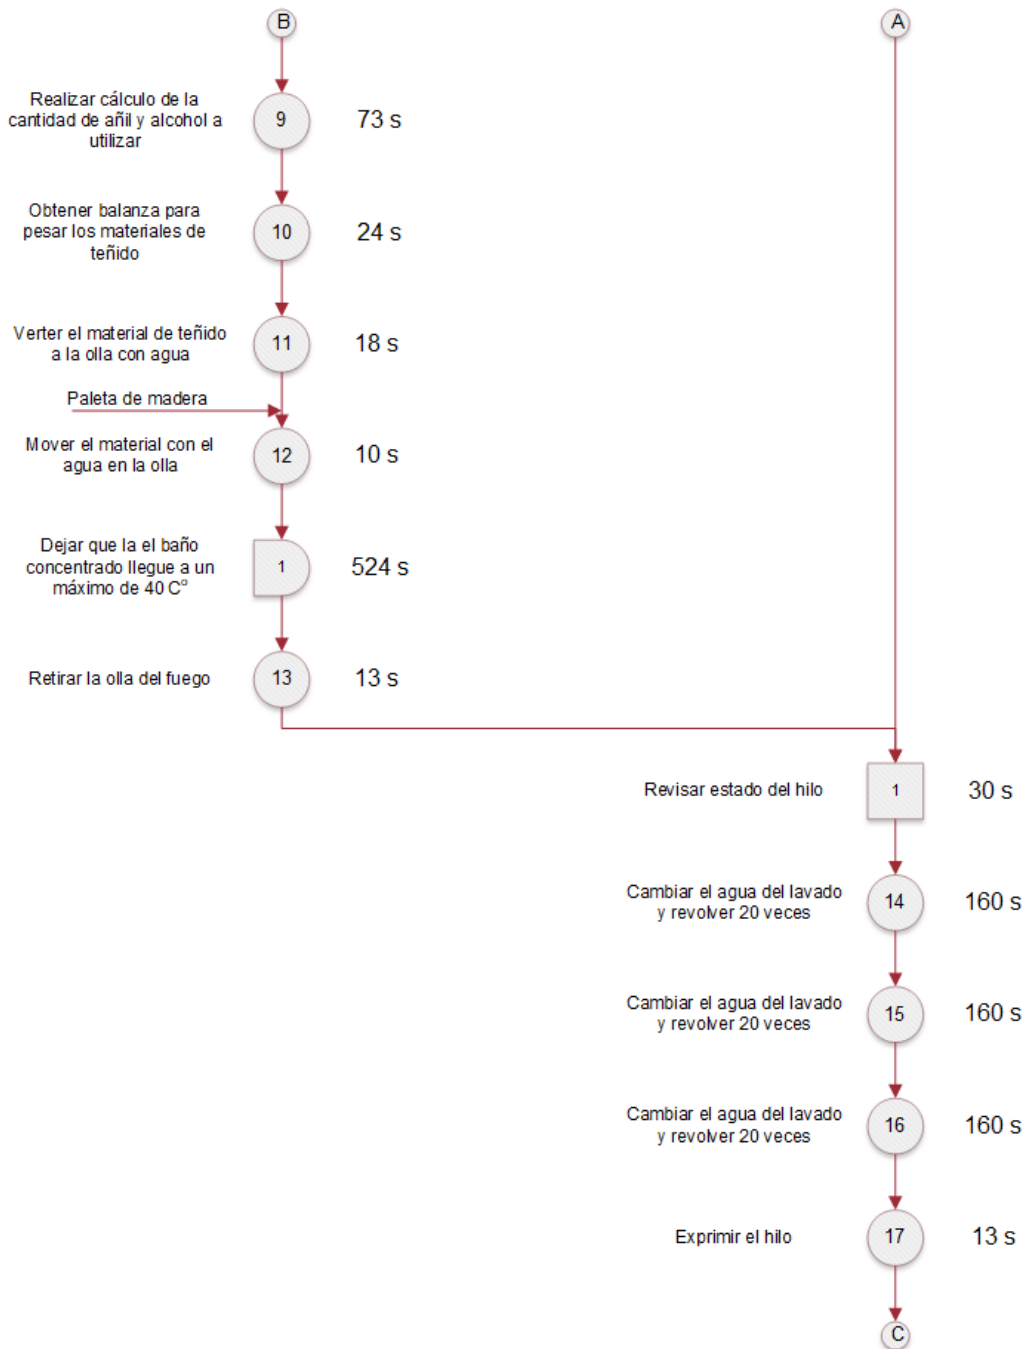 B
A
Realizar cálculo de la
cantidad de añil y alcohol a
utilizar
9
73 s
Obtener balanza para
pesar los materiales de
teñido
10
24 s
Verter el material de teñido
a la olla con agua
11
18 s
Paleta de madera
Mover el material con el
agua en la olla
12
10 s
Dejar que la el baño
concentrado llegue a un
máximo de 40 C°
1
524 s
Retirar la olla del fuego
13
13 s
Revisar estado del hilo
1
30 s
Cambiar el agua del lavado
y revolver 20 veces
14
160 s
Cambiar el agua del lavado
y revolver 20 veces
15
160 s
Cambiar el agua del lavado
y revolver 20 veces
16
160 s
Exprimir el hilo
17
13 s
C